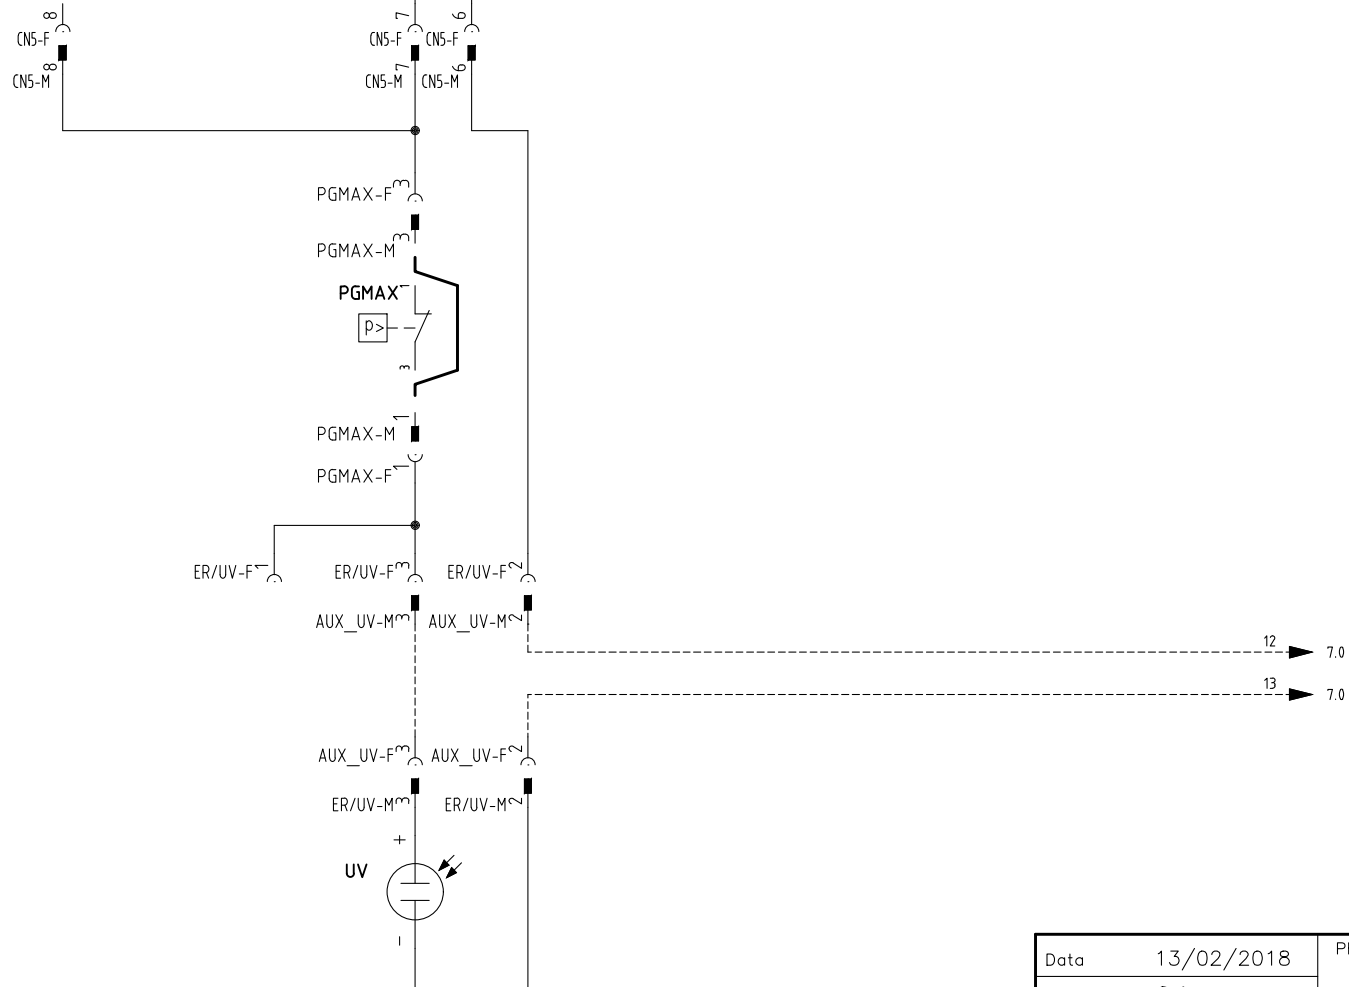 8 7 6
CN5-F CN5-F CN5-F
8 7 6
CN5-M CN5-M CN5-M
PGMAX-F 3
PGMAX-M 3
PGMAX 1
p>
3
PGMAX-M 1
PGMAX-F 1
ER/UV-F 1 ER/UV-F 3 ER/UV-F 2
AUX_UV-M 3 AUX_UV-M 2
12 7.0
13 7.0
AUX_UV-F 3 AUX_UV-F 2
ER/UV-M 3 ER/UV-M 2
+
UV
-
Data 13/02/2018